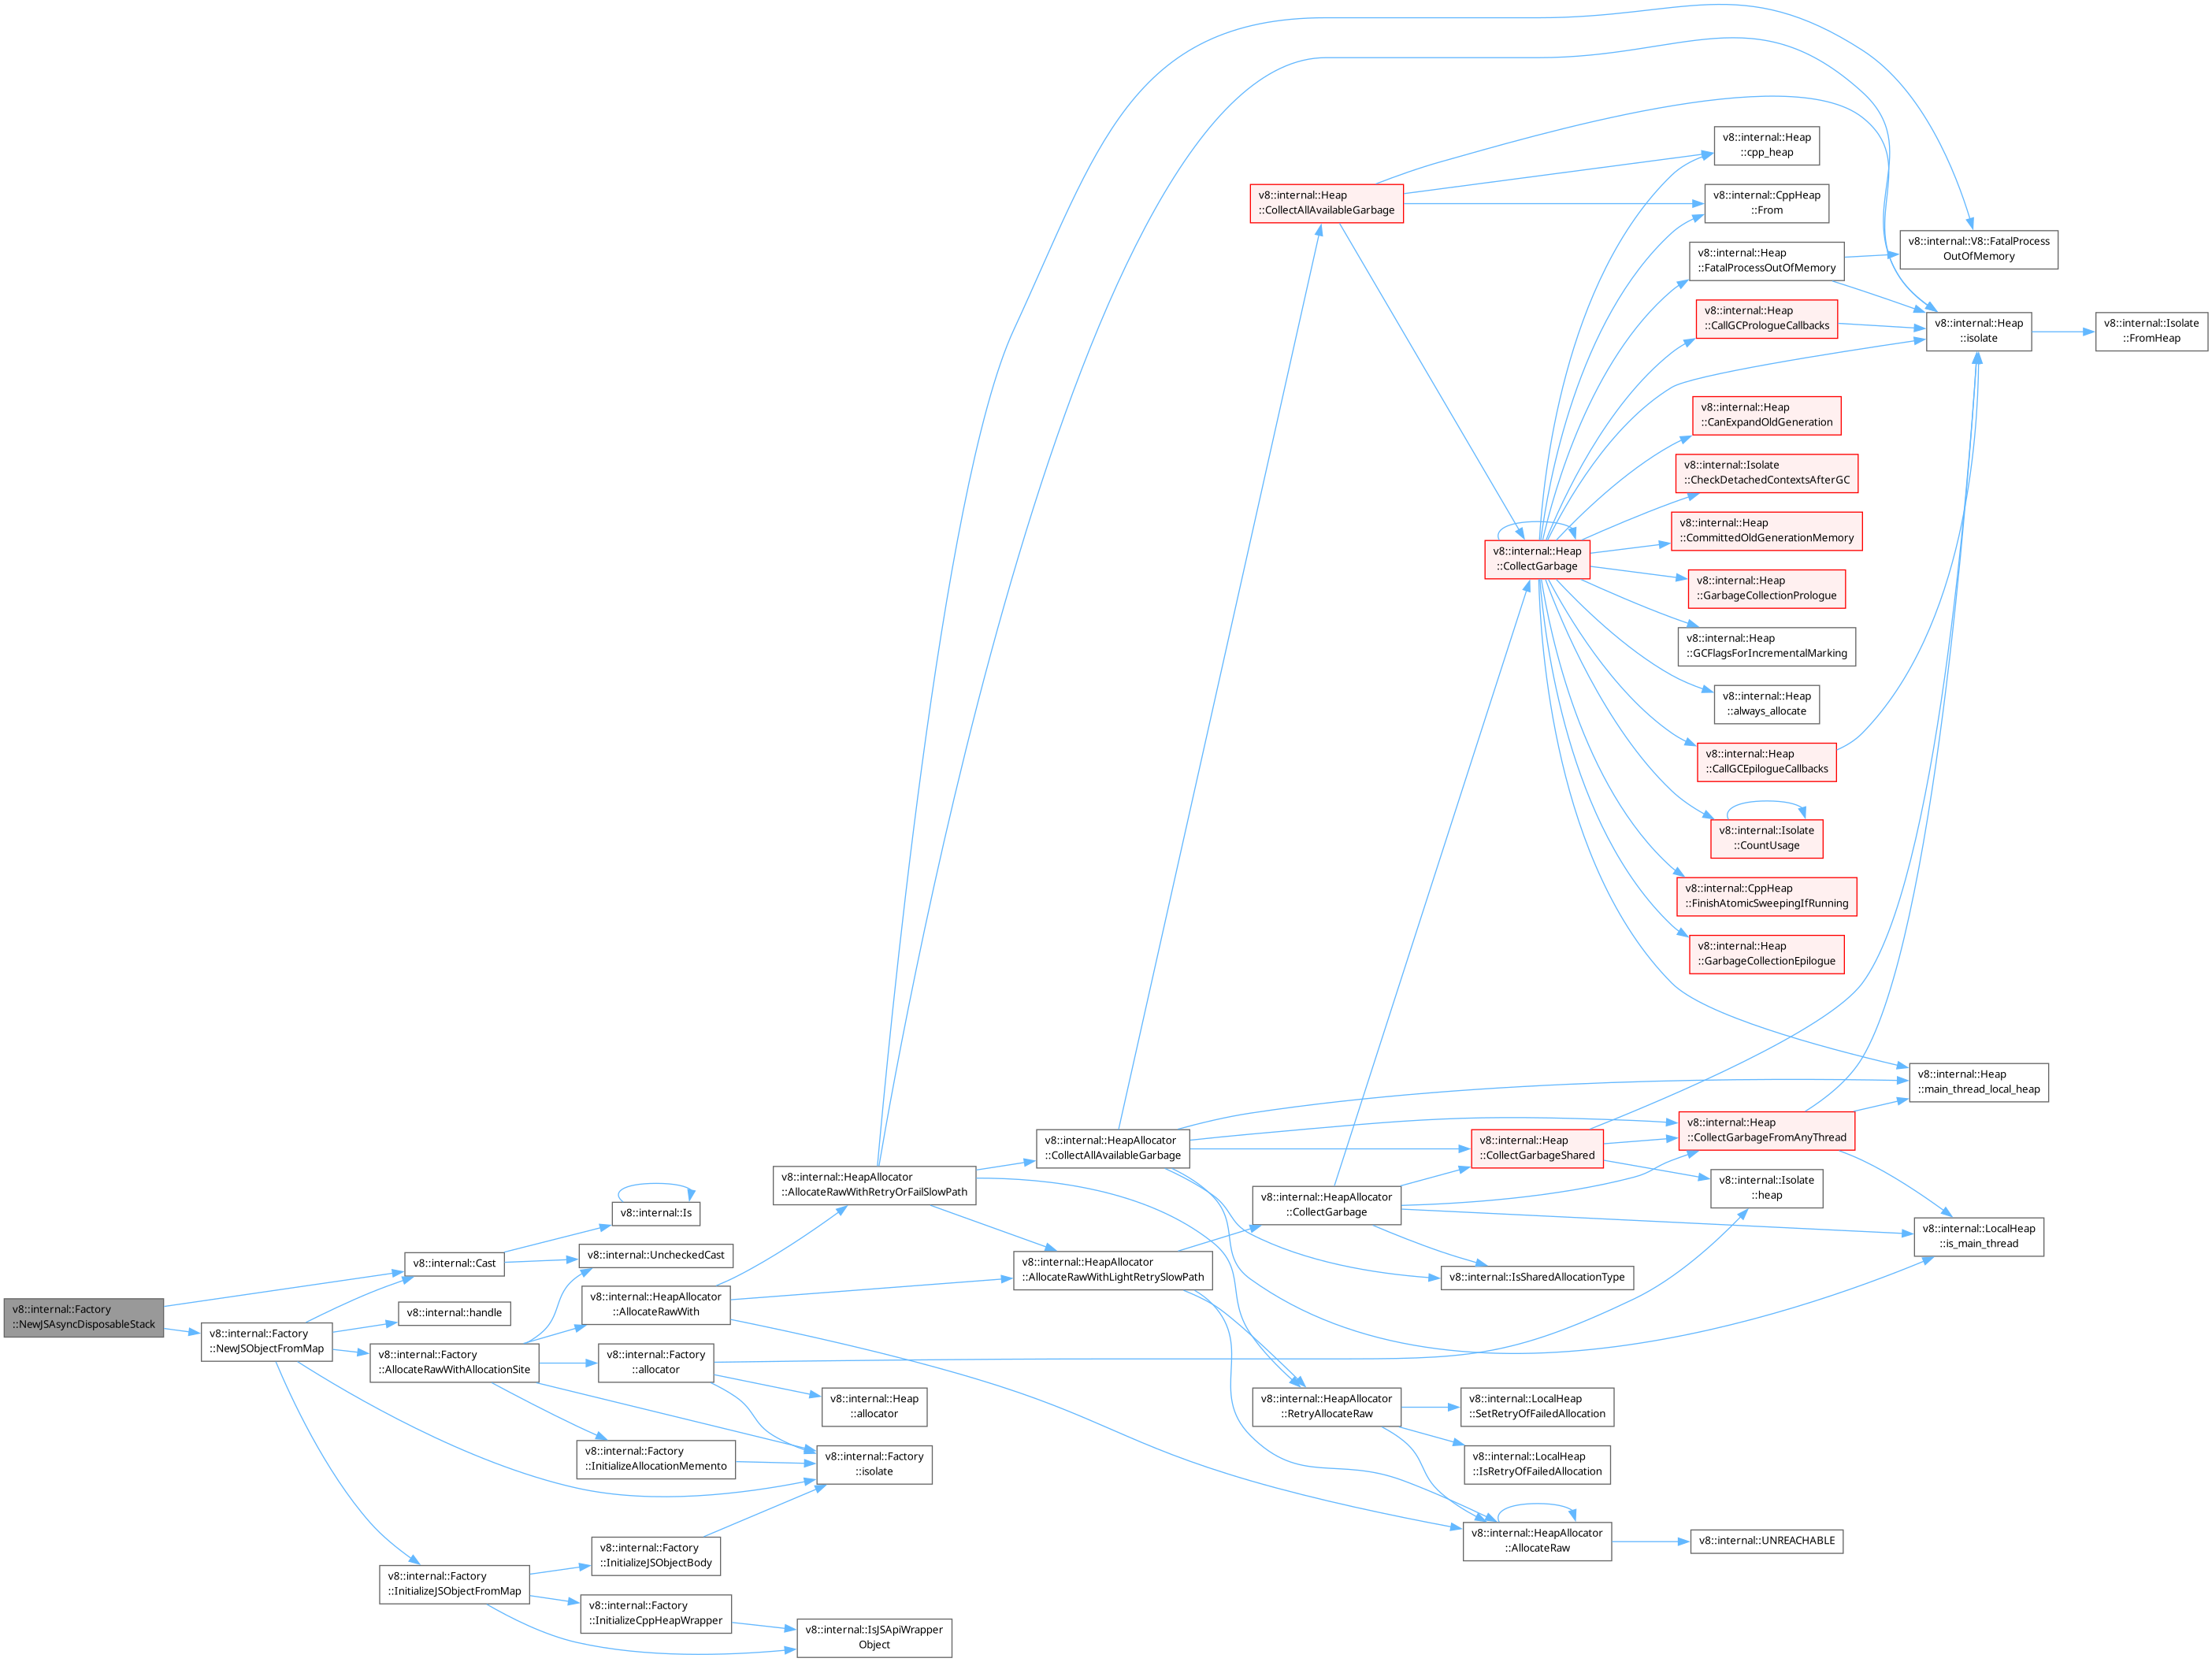 v8::internal::Factory
::NewJSAsyncDisposableStack
v8::internal::Cast
v8::internal::Is
v8::internal::UncheckedCast
v8::internal::Factory
::NewJSObjectFromMap
v8::internal::handle
v8::internal::Factory
::AllocateRawWithAllocationSite
v8::internal::HeapAllocator
::AllocateRawWith
v8::internal::Factory
::allocator
v8::internal::Heap
::allocator
v8::internal::Factory
::InitializeAllocationMemento
v8::internal::Factory
::isolate
v8::internal::Factory
::InitializeJSObjectFromMap
v8::internal::Factory
::InitializeJSObjectBody
v8::internal::Factory
::InitializeCppHeapWrapper
v8::internal::IsJSApiWrapper
Object
v8::internal::HeapAllocator
::AllocateRawWithRetryOrFailSlowPath
v8::internal::HeapAllocator
::CollectAllAvailableGarbage
v8::internal::HeapAllocator
::AllocateRawWithLightRetrySlowPath
v8::internal::Heap
::CollectAllAvailableGarbage
v8::internal::HeapAllocator
::CollectGarbage
v8::internal::HeapAllocator
::RetryAllocateRaw
v8::internal::Heap
::CollectGarbage
v8::internal::Heap
::CollectGarbageShared
v8::internal::IsSharedAllocationType
v8::internal::LocalHeap
::SetRetryOfFailedAllocation
v8::internal::LocalHeap
::IsRetryOfFailedAllocation
v8::internal::HeapAllocator
::AllocateRaw
v8::internal::Heap
::cpp_heap
v8::internal::CppHeap
::From
v8::internal::Heap
::FatalProcessOutOfMemory
v8::internal::Heap
::CallGCPrologueCallbacks
v8::internal::Heap
::CanExpandOldGeneration
v8::internal::Isolate
::CheckDetachedContextsAfterGC
v8::internal::Heap
::CommittedOldGenerationMemory
v8::internal::Heap
::GarbageCollectionPrologue
v8::internal::Heap
::GCFlagsForIncrementalMarking
v8::internal::Heap
::always_allocate
v8::internal::Heap
::CallGCEpilogueCallbacks
v8::internal::Isolate
::CountUsage
v8::internal::CppHeap
::FinishAtomicSweepingIfRunning
v8::internal::Heap
::GarbageCollectionEpilogue
v8::internal::Heap
::CollectGarbageFromAnyThread
v8::internal::Isolate
::heap
v8::internal::UNREACHABLE
v8::internal::V8::FatalProcess
OutOfMemory
v8::internal::Heap
::isolate
v8::internal::Isolate
::FromHeap
v8::internal::Heap
::main_thread_local_heap
v8::internal::LocalHeap
::is_main_thread